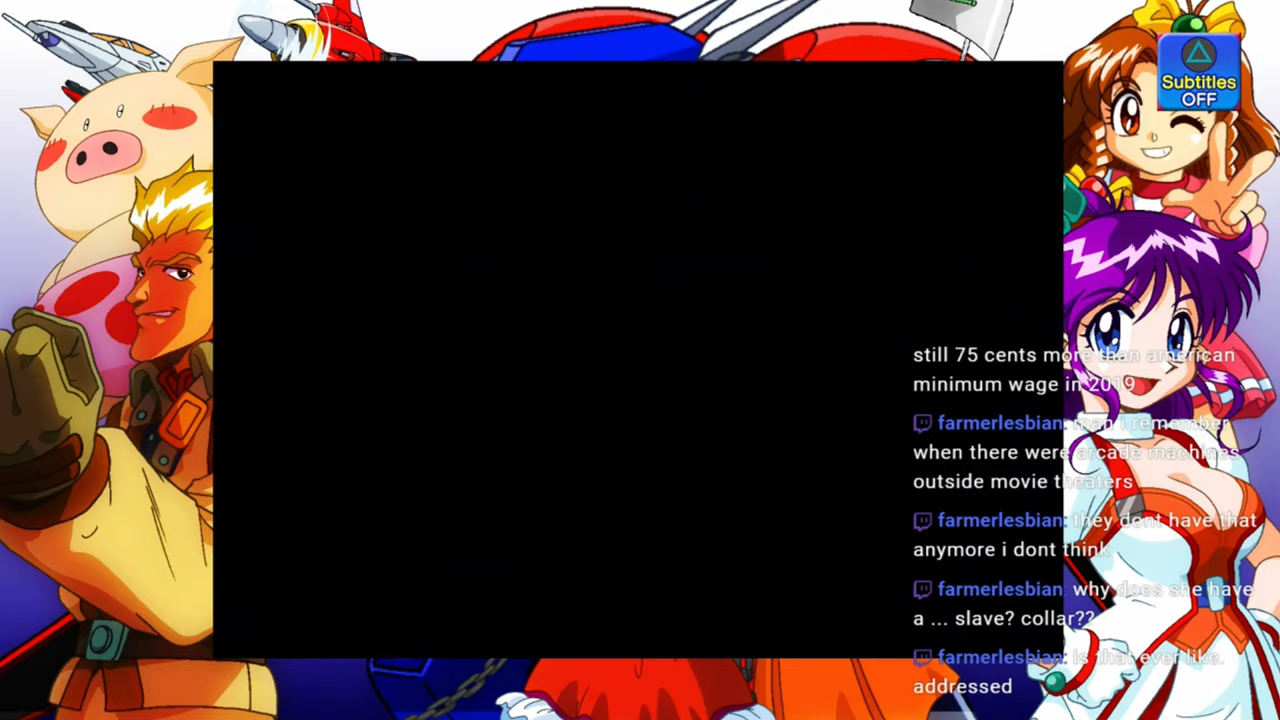 Subtitles
OFF
still 75 cents more than american
minimum wage in 2019
farmerlesbian: man i remember
when there were arcade machines
outside movie theaters
farmerlesbian: they dont have that
anymore i dont think
farmerlesbian: why does she have
a ... slave? collar??
farmerlesbian: is that ever like.
addressed